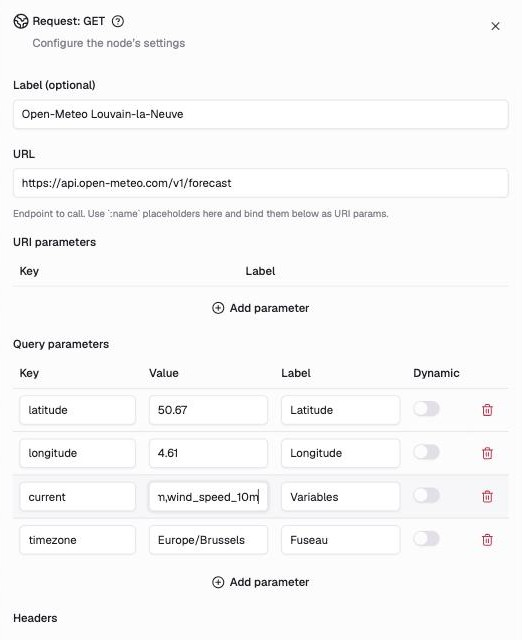 Request: GET ?
Configure the node's settings
Label (optional)
Open-Meteo Louvain-la-Neuve
URL
https://api.open-meteo.com/v1/forecast
Endpoint to call. Use `:name` placeholders here and bind them below as URI params.
URI parameters
Key Label
Add parameter
Query parameters
Key Value Label Dynamic
latitude 50.67 Latitude
longitude 4.61 Longitude
current m,wind_speed_10m Variables
timezone Europe/Brussels Fuseau
Add parameter
Headers